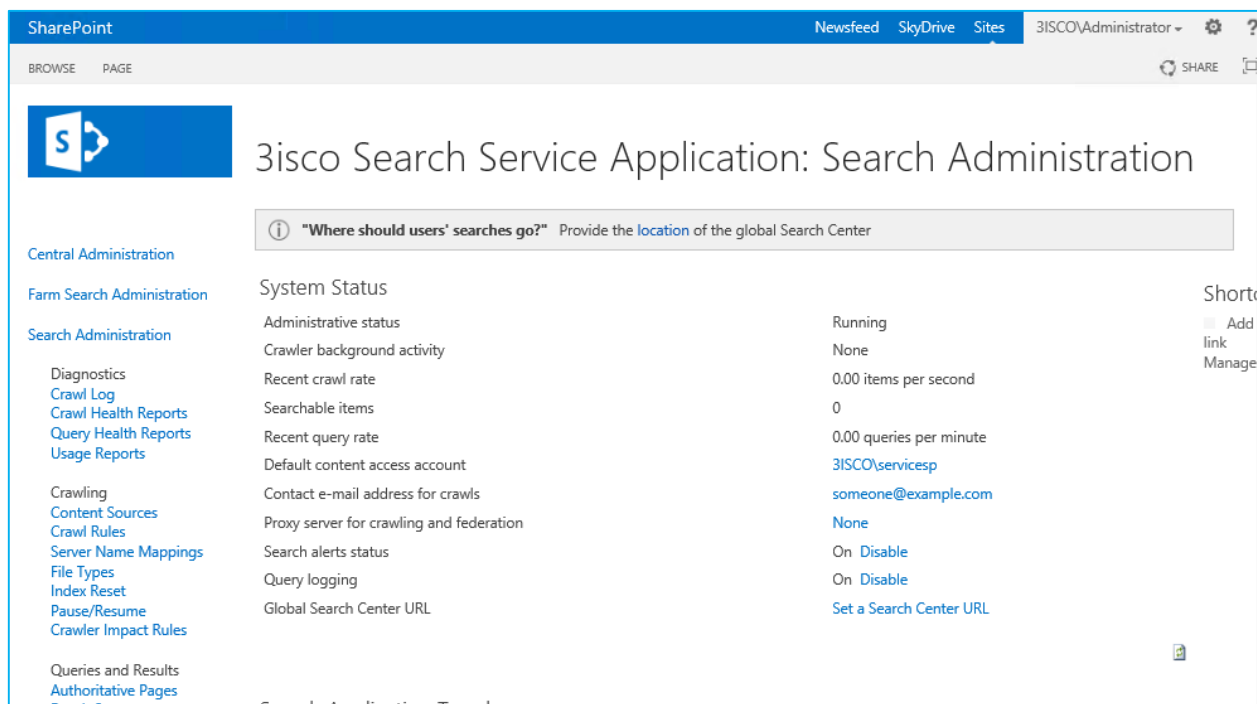 SharePoint
Newsfeed SkyDrive Sites 3ISCO\Administrator ?
BROWSE PAGE
SHARE
S
3isco Search Service Application: Search Administration
"Where should users' searches go?" Provide the location of the global Search Center
Central Administration
Farm Search Administration
Search Administration
Diagnostics
Crawl Log
Crawl Health Reports
Query Health Reports
Usage Reports
Crawling
Content Sources
Crawl Rules
Server Name Mappings
File Types
Index Reset
Pause/Resume
Crawler Impact Rules
Queries and Results
Authoritative Pages
System Status
Administrative status Running
Crawler background activity None
Recent crawl rate 0.00 items per second
Searchable items 0
Recent query rate 0.00 queries per minute
Default content access account 3ISCO\servicesp
Contact e-mail address for crawls someone@example.com
Proxy server for crawling and federation None
Search alerts status On Disable
Query logging On Disable
Global Search Center URL Set a Search Center URL
Shortc
Add
link
Manage